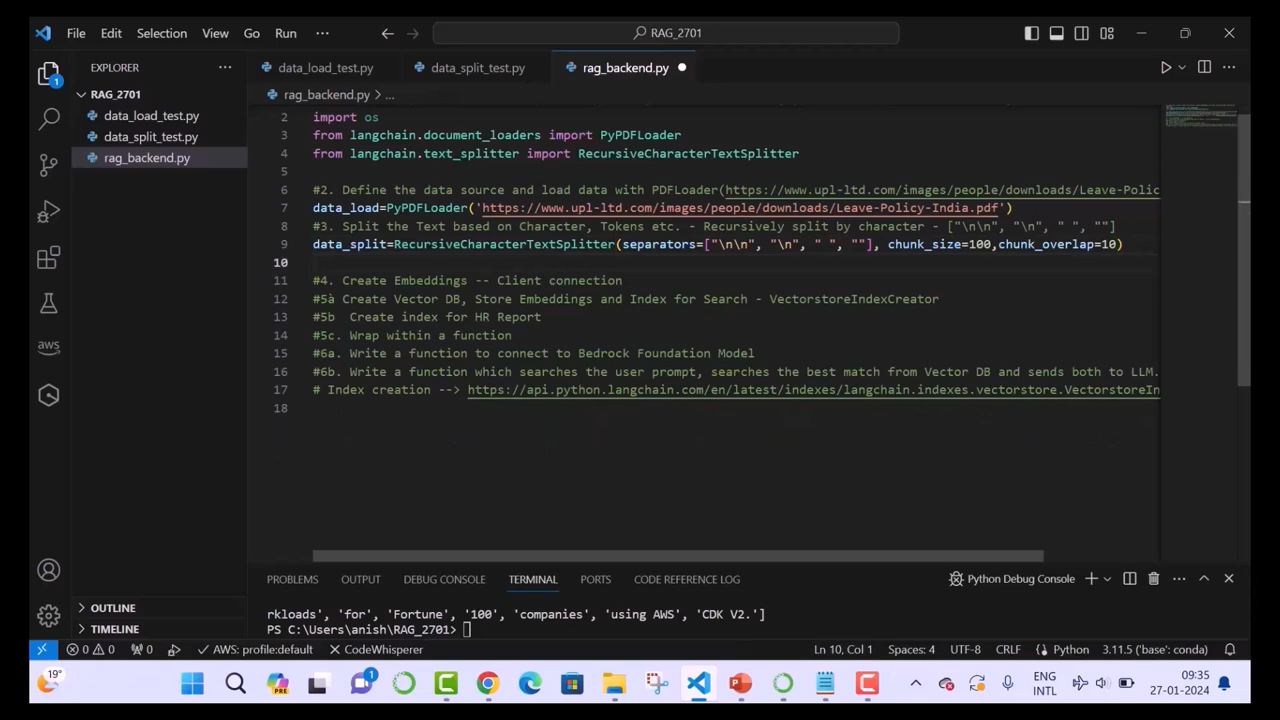 File Edit Selection View Go Run ··· RAG_2701
EXPLORER ··· data_load_test.py data_split_test.py rag_backend.py
RAG_2701 rag_backend.py > ...
data_load_test.py
data_split_test.py
rag_backend.py
2 import os
3 from langchain.document_loaders import PyPDFLoader
4 from langchain.text_splitter import RecursiveCharacterTextSplitter
5
6 #2. Define the data source and load data with PDFLoader(https://www.upl-ltd.com/images/people/downloads/Leave-Polic
7 data_load=PyPDFLoader('https://www.upl-ltd.com/images/people/downloads/Leave-Policy-India.pdf')
8 #3. Split the Text based on Character, Tokens etc. - Recursively split by character - ["\n\n", "\n", " ", ""]
9 data_split=RecursiveCharacterTextSplitter(separators=["\n\n", "\n", " ", ""], chunk_size=100,chunk_overlap=10)
10
11 #4. Create Embeddings -- Client connection
12 #5à Create Vector DB, Store Embeddings and Index for Search - VectorstoreIndexCreator
13 #5b  Create index for HR Report
14 #5c. Wrap within a function
15 #6a. Write a function to connect to Bedrock Foundation Model
16 #6b. Write a function which searches the user prompt, searches the best match from Vector DB and sends both to LLM.
17 # Index creation --> https://api.python.langchain.com/en/latest/indexes/langchain.indexes.vectorstore.VectorstoreIn
18
aws
1
PROBLEMS OUTPUT DEBUG CONSOLE TERMINAL PORTS CODE REFERENCE LOG Python Debug Console
rkloads', 'for', 'Fortune', '100', 'companies', 'using AWS', 'CDK V2.']
PS C:\Users\anish\RAG_2701>
OUTLINE
TIMELINE
0 0 0 AWS: profile:default CodeWhisperer Ln 10, Col 1 Spaces: 4 UTF-8 CRLF Python 3.11.5 ('base': conda)
19° PRE 1 ENG INTL 09:35 27-01-2024